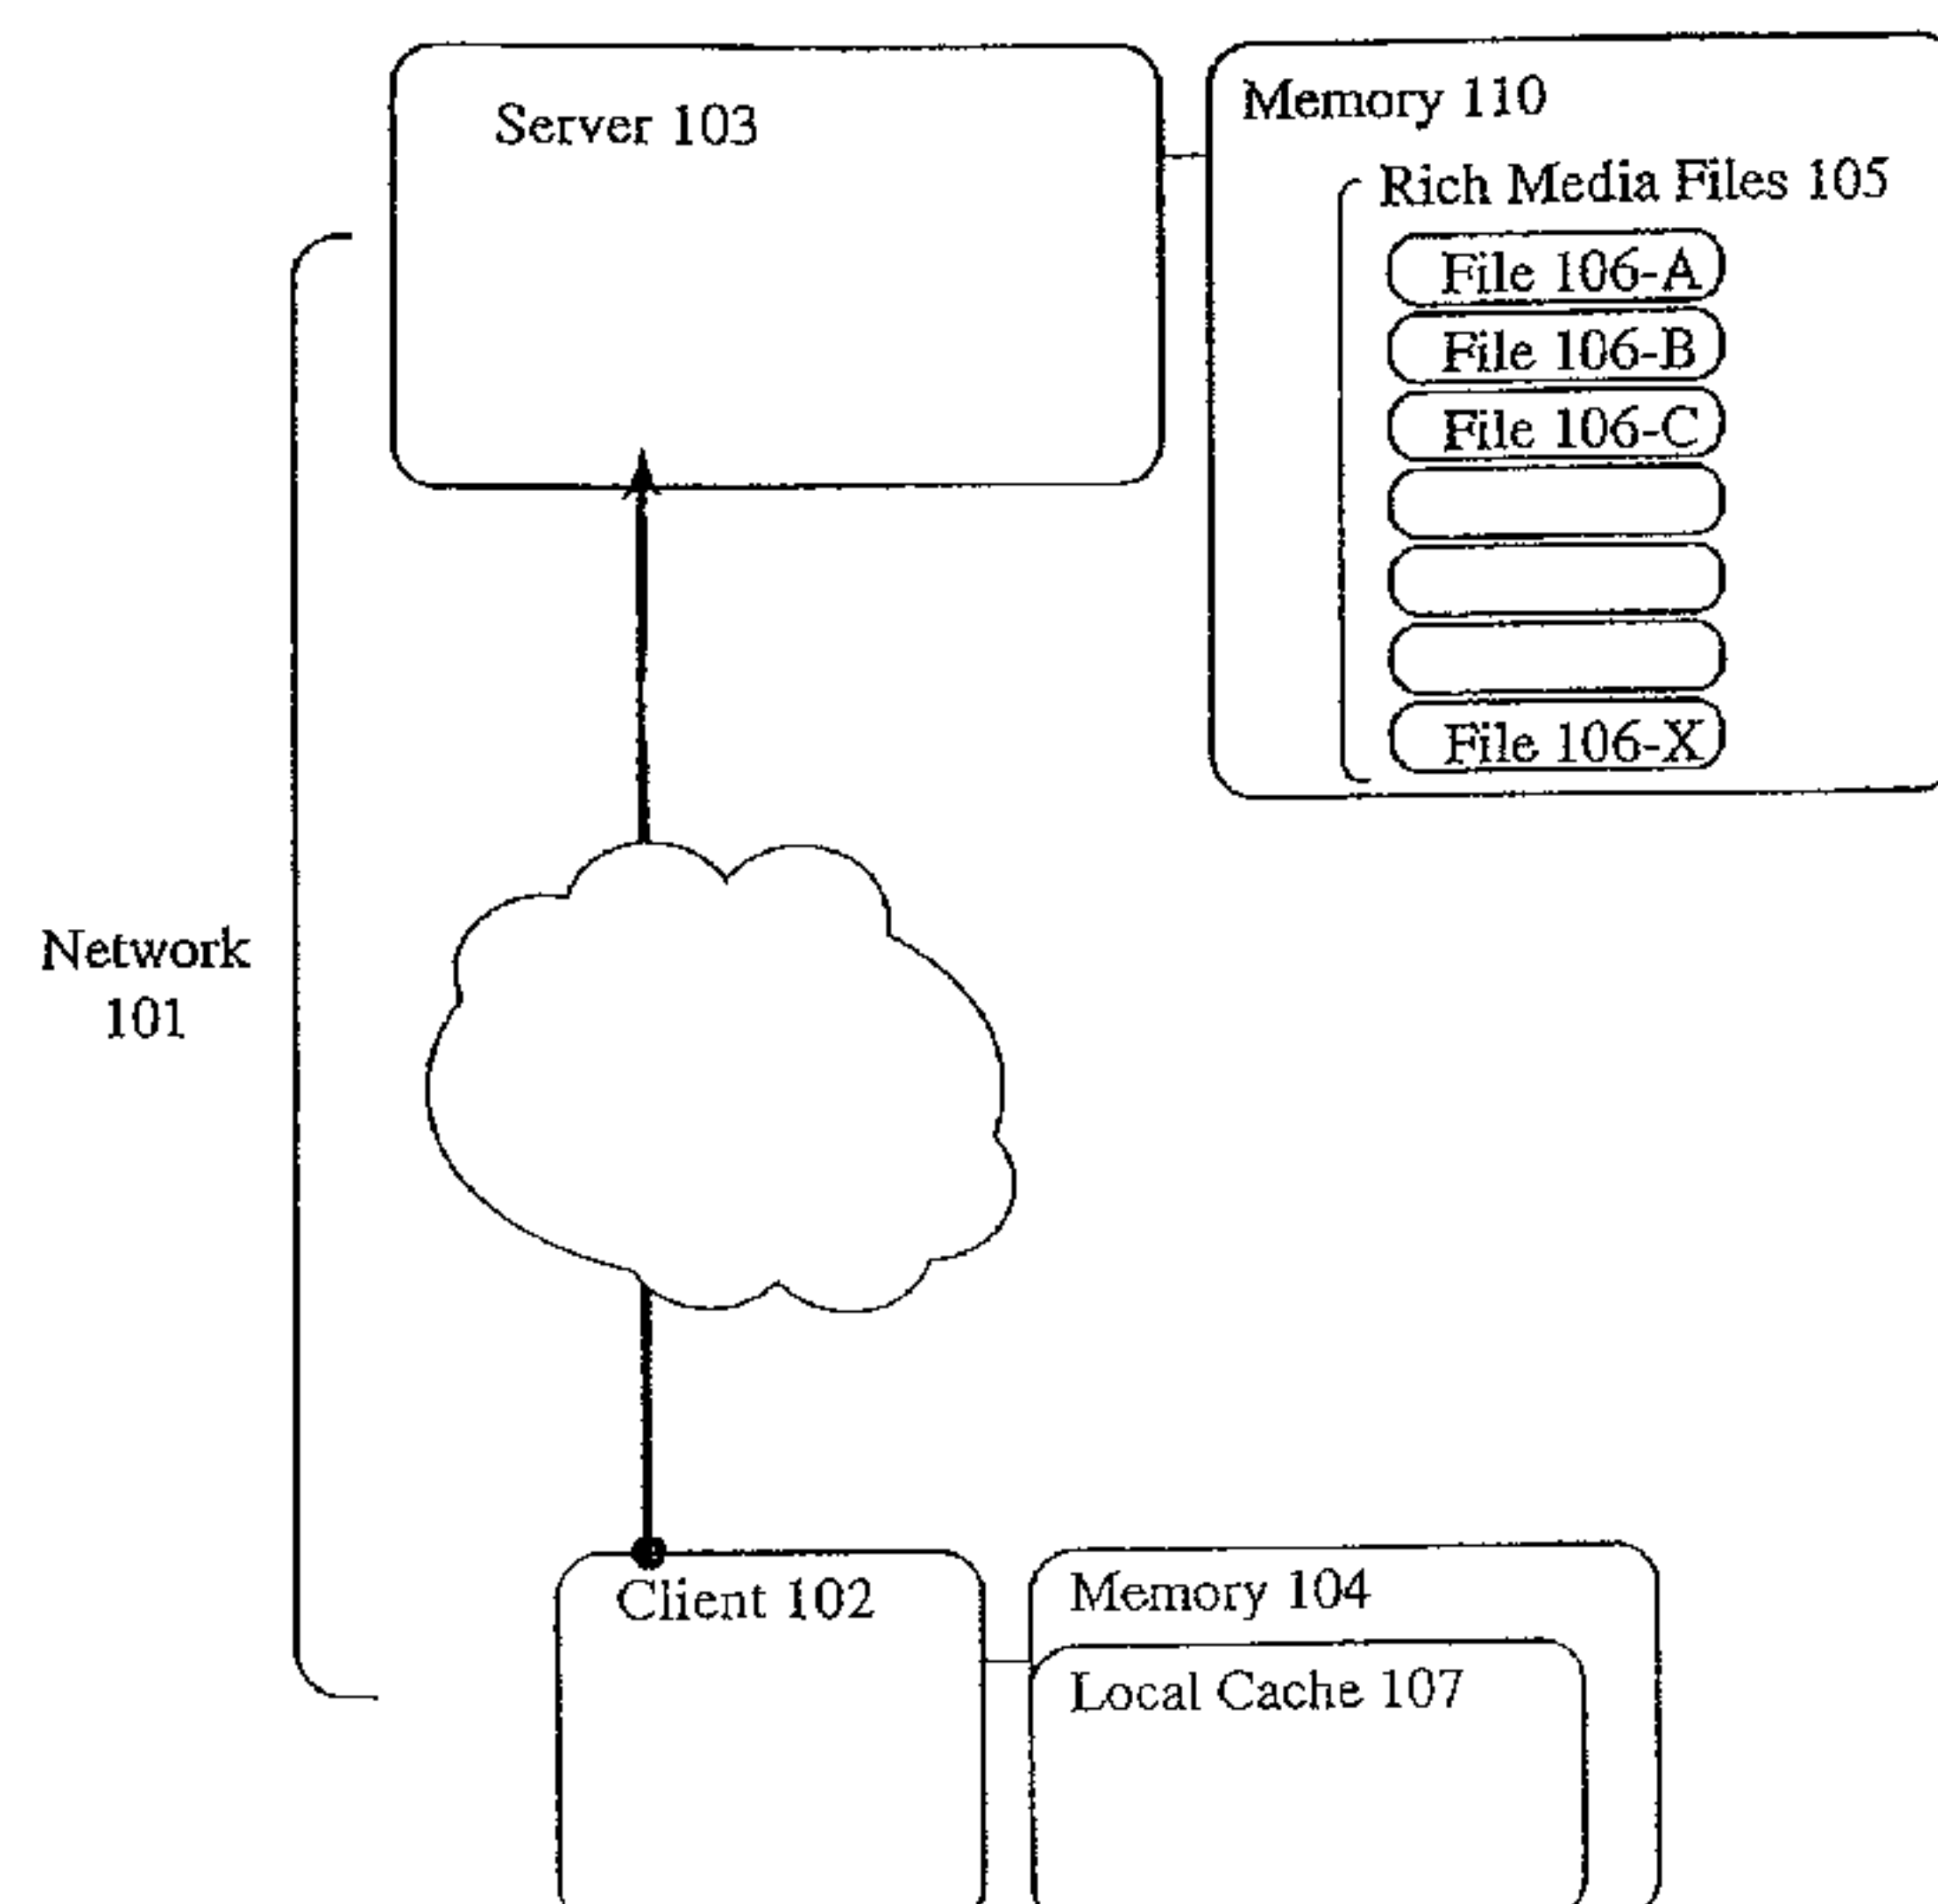 Server 103
Memory 110
Rich Media Files 105
File 106-A
File 106-B
File 106-C
File 106-X
Network
101
Client 102
Memory 104
Local Cache 107